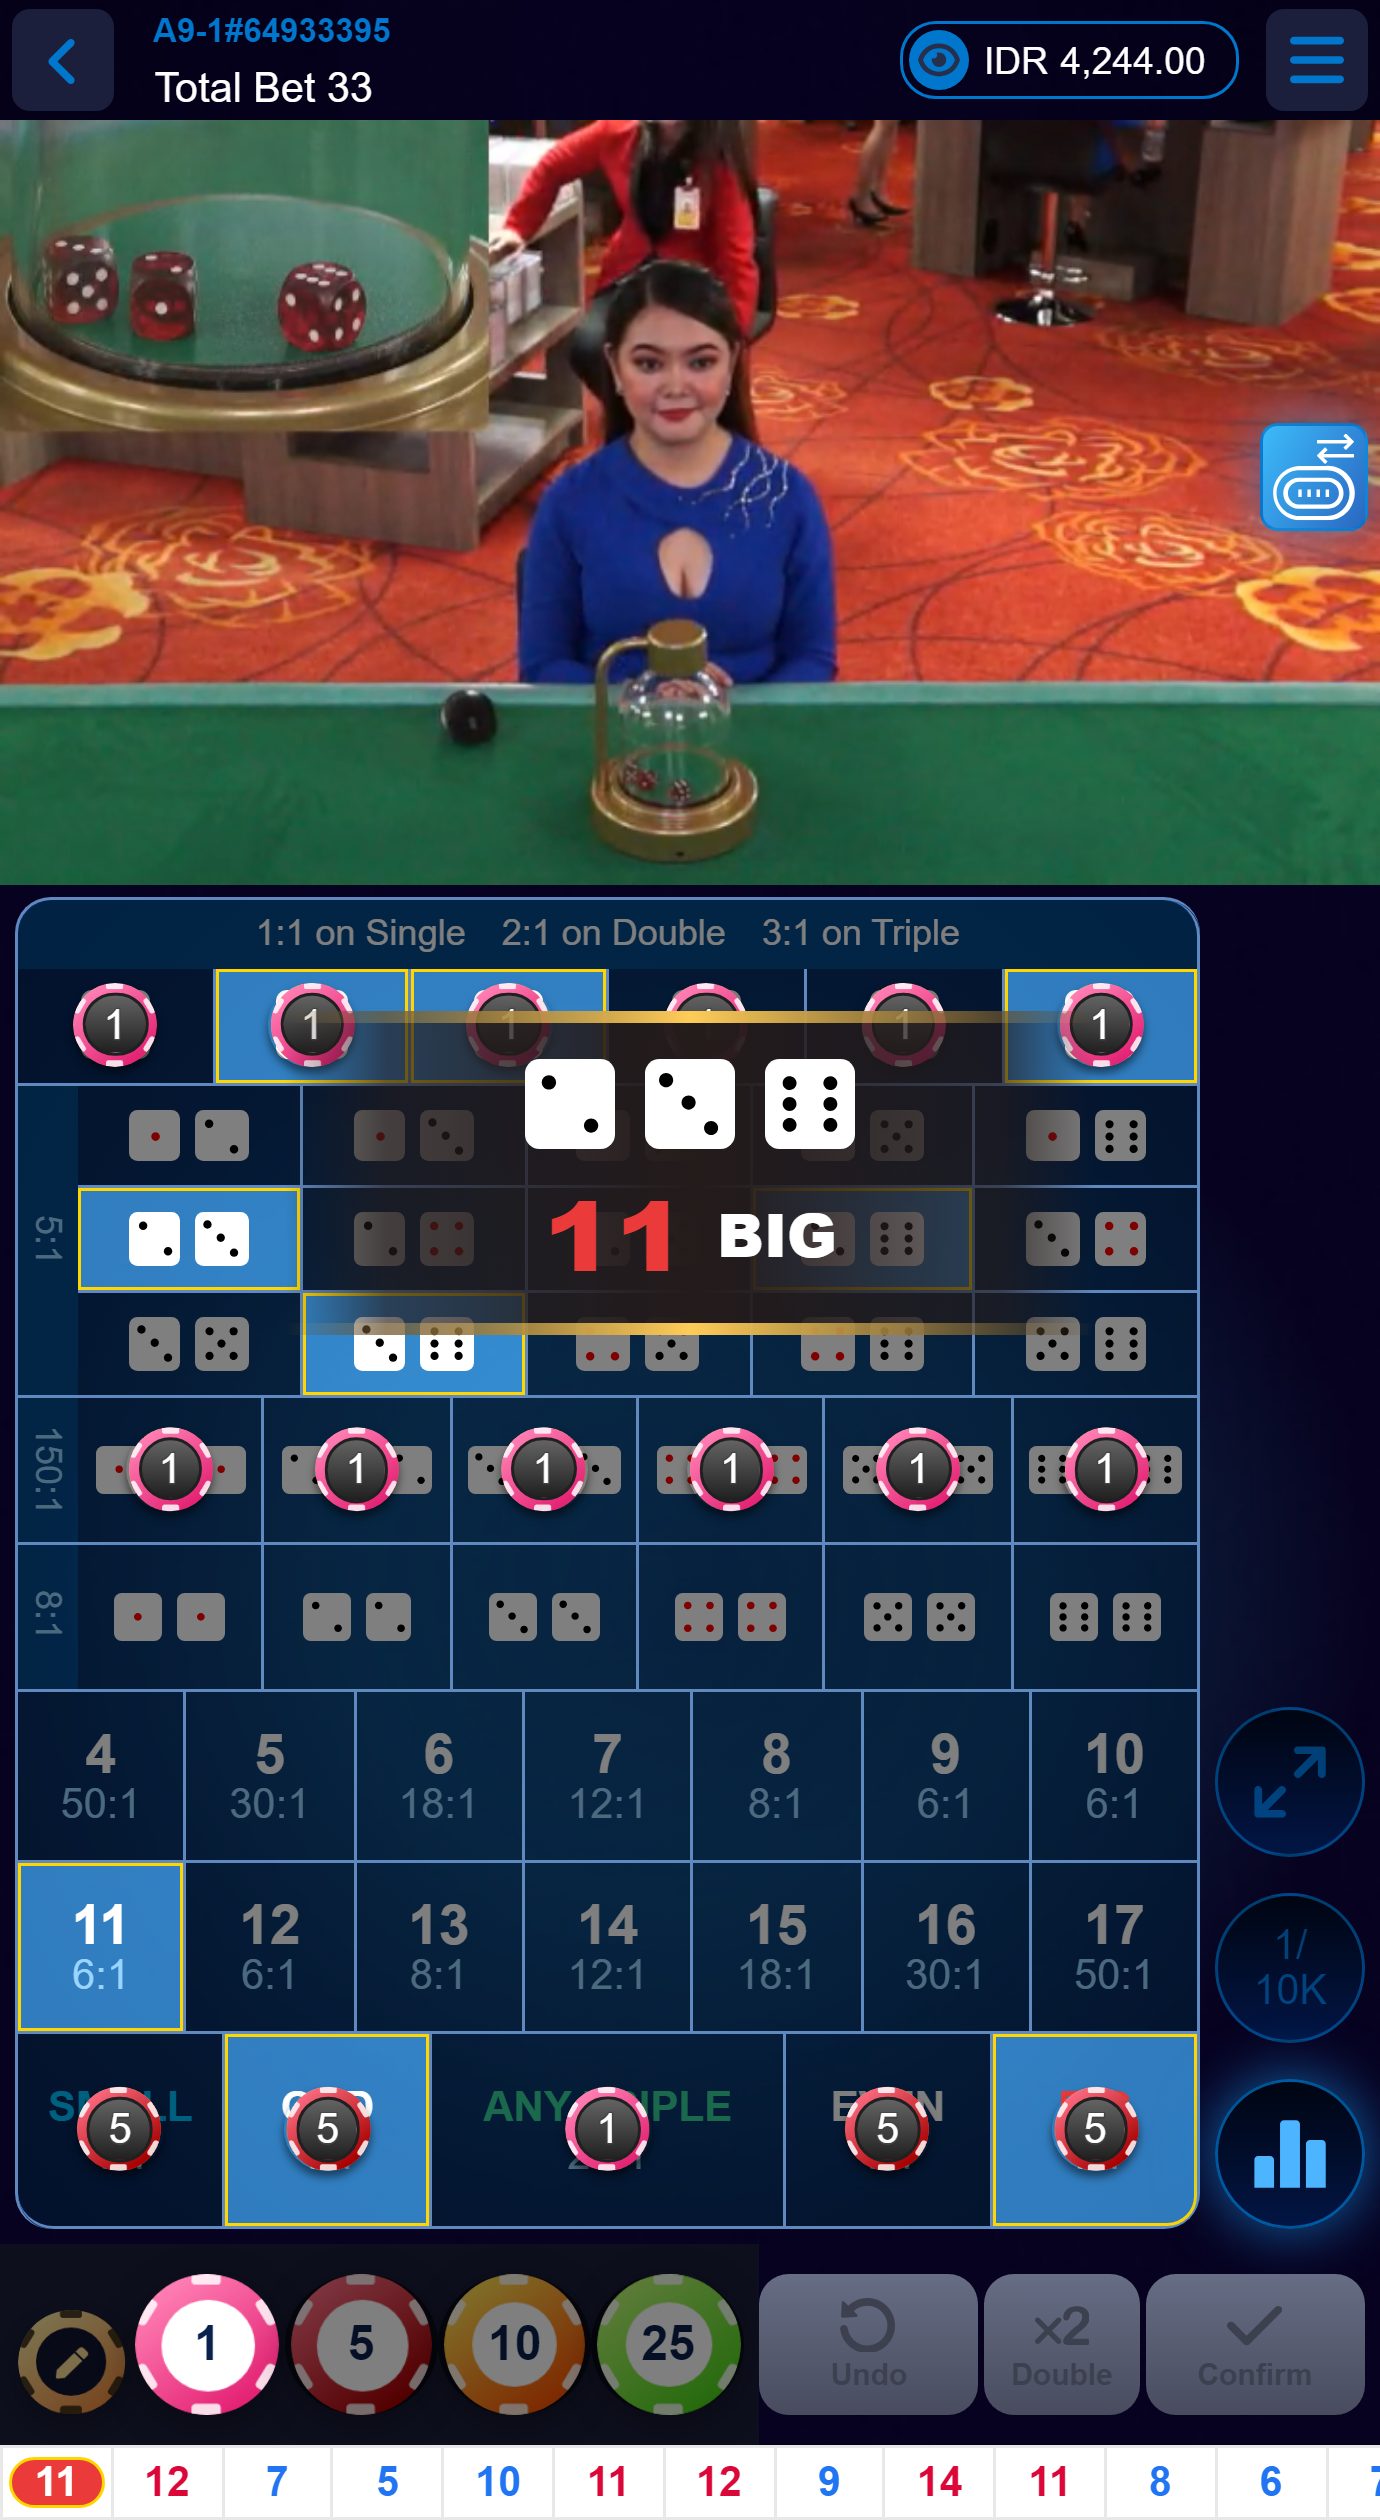 A9-1#64933395
Total Bet 33
IDR 4,244.00
1:1 on Single 2:1 on Double 3:1 on Triple
1 1 1 1 1
11 BIG
5:1
150:1
1 1 1 1 1 1
8:1
4 5 6 7 8 9 10
50:1 30:1 18:1 12:1 8:1 6:1 6:1
11 12 13 14 15 16 17
6:1 6:1 8:1 12:1 18:1 30:1 50:1
5 5 ANY 1 5 5
1 5 10 25
x2
Undo Double Confirm
1/
10K
11 12 7 5 10 11 12 9 14 11 8 6